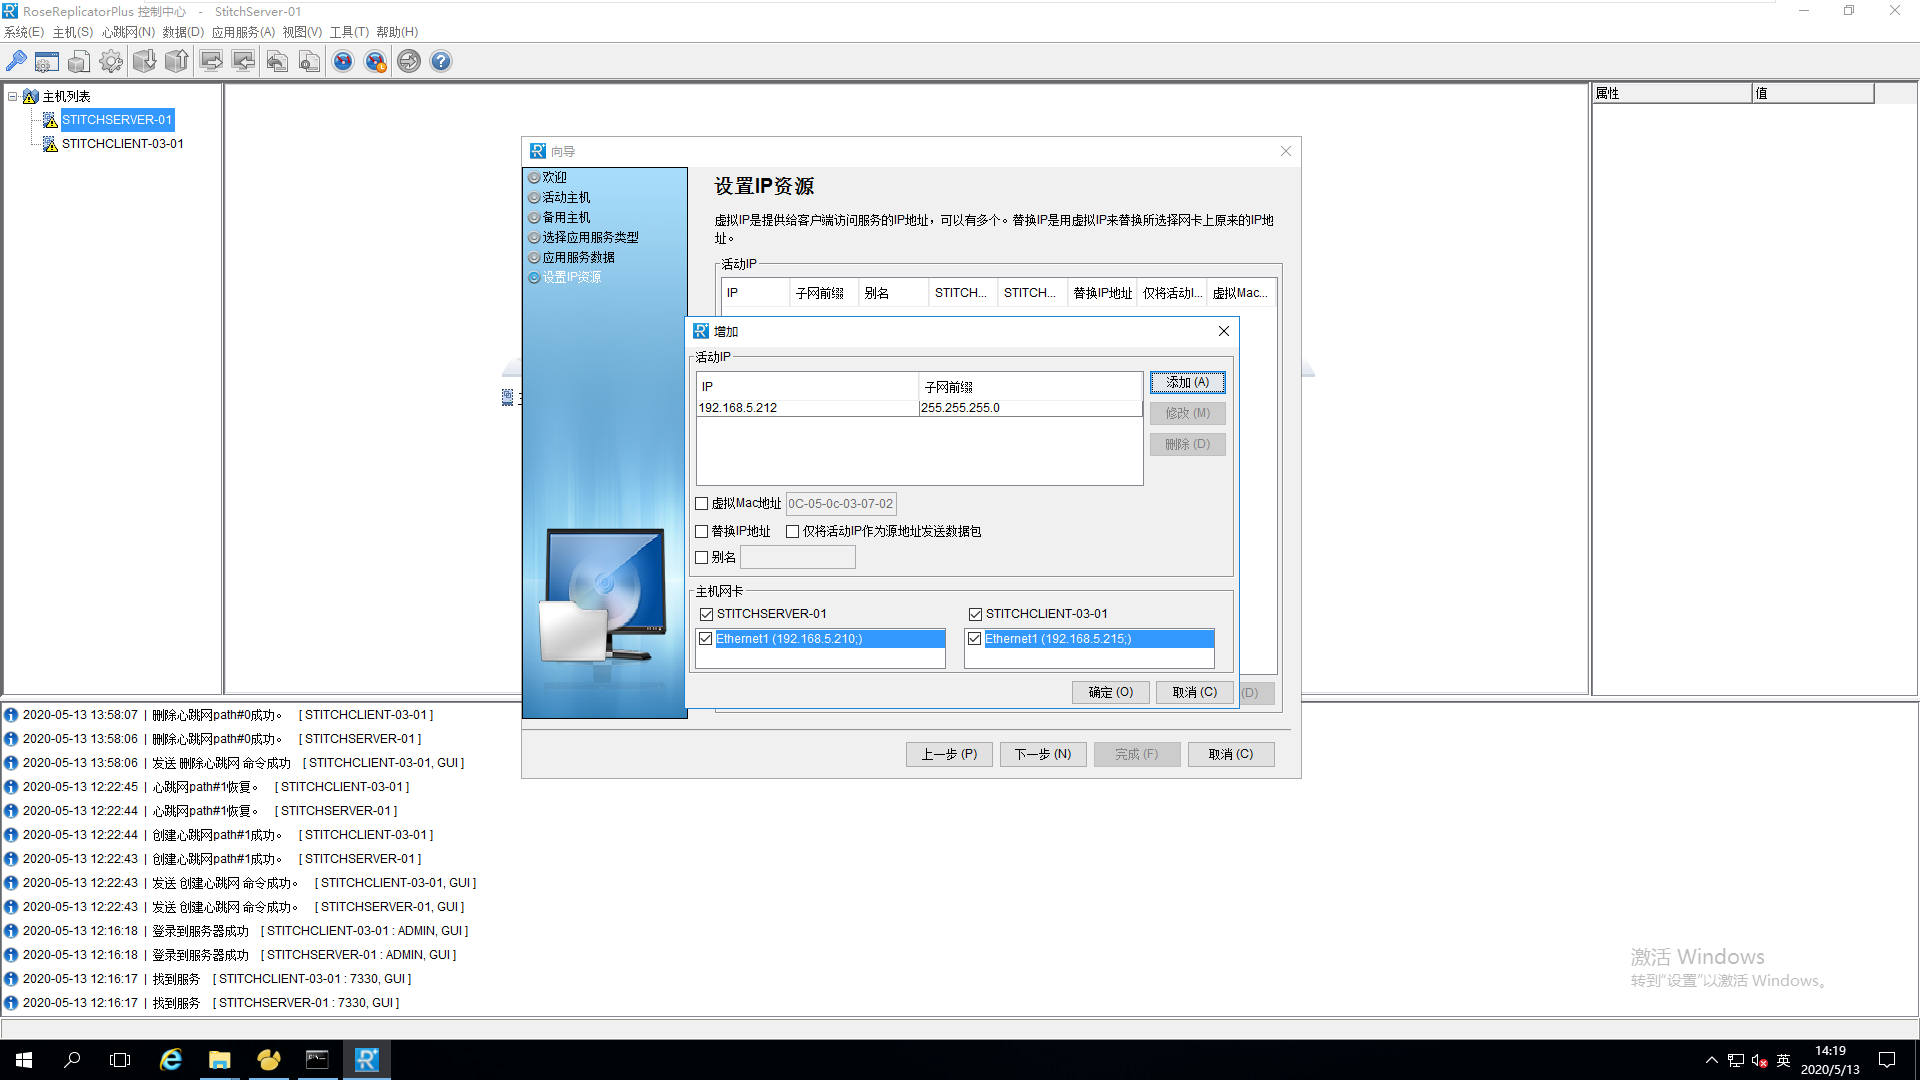 RoseReplicatorPlus 控制中心 - StitchServer-01
系统(E) 主机(S) 心跳网(N) 数据(D) 应用服务(A) 视图(V) 工具(T) 帮助(H)
主机列表
STITCHSERVER-01
STITCHCLIENT-03-01
属性 值
向导
欢迎
活动主机
备用主机
选择应用服务类型
应用服务数据
设置IP资源
设置IP资源
虚拟IP是提供给客户端访问服务的IP地址，可以有多个。替换IP是用虚拟IP来替换所选择网卡上原来的IP地
址。
活动IP
IP 子网前缀 别名 STITCH... STITCH... 替换IP地址 仅将活动I... 虚拟Mac...
增加
活动IP
IP 子网前缀
192.168.5.212 255.255.255.0
添加 (A)
修改 (M)
删除 (D)
虚拟Mac地址 0C-05-0c-03-07-02
替换IP地址 仅将活动IP作为源地址发送数据包
别名
主机网卡
STITCHSERVER-01 STITCHCLIENT-03-01
Ethernet1 (192.168.5.210;) Ethernet1 (192.168.5.215;)
确定 (O) 取消 (C) (D)
上一步 (P) 下一步 (N) 完成 (F) 取消 (C)
2020-05-13 13:58:07 | 删除心跳网path#0成功。 [ STITCHCLIENT-03-01 ]
2020-05-13 13:58:06 | 删除心跳网path#0成功。 [ STITCHSERVER-01 ]
2020-05-13 13:58:06 | 发送 删除心跳网 命令成功 [ STITCHCLIENT-03-01, GUI ]
2020-05-13 12:22:45 | 心跳网path#1恢复。 [ STITCHCLIENT-03-01 ]
2020-05-13 12:22:44 | 心跳网path#1恢复。 [ STITCHSERVER-01 ]
2020-05-13 12:22:44 | 创建心跳网path#1成功。 [ STITCHCLIENT-03-01 ]
2020-05-13 12:22:43 | 创建心跳网path#1成功。 [ STITCHSERVER-01 ]
2020-05-13 12:22:43 | 发送 创建心跳网 命令成功。 [ STITCHCLIENT-03-01, GUI ]
2020-05-13 12:22:43 | 发送 创建心跳网 命令成功。 [ STITCHSERVER-01, GUI ]
2020-05-13 12:16:18 | 登录到服务器成功 [ STITCHCLIENT-03-01 : ADMIN, GUI ]
2020-05-13 12:16:18 | 登录到服务器成功 [ STITCHSERVER-01 : ADMIN, GUI ]
2020-05-13 12:16:17 | 找到服务 [ STITCHCLIENT-03-01 : 7330, GUI ]
2020-05-13 12:16:17 | 找到服务 [ STITCHSERVER-01 : 7330, GUI ]
激活 Windows
转到“设置”以激活 Windows。
英
14:19
2020/5/13